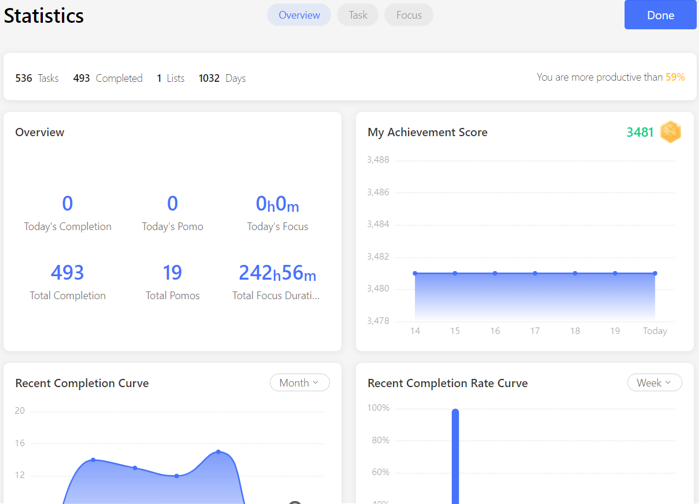 Statistics
Overview Task Focus
Done
536 Tasks 493 Completed 1 Lists 1032 Days
You are more productive than 59%
Overview
0 0 0h0m
Today's Completion Today's Pomo Today's Focus
493 19 242h56m
Total Completion Total Pomos Total Focus Durati...
My Achievement Score 3481
3,488
3,486
3,484
3,482
3,480
3,478
14 15 16 17 18 19 Today
Recent Completion Curve Month
20
16
12
Recent Completion Rate Curve Week
100%
80%
60%
40%